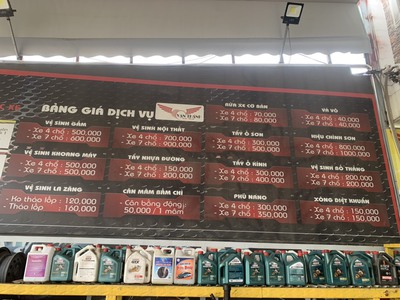 BẢNG GIÁ DỊCH VỤ
VỆ SINH GẦM
- Xe 4 chỗ : 500,000
- Xe 7 chỗ : 600,000
VỆ SINH KHOANG MÁY
- Xe 4 chỗ : 500,000
- Xe 7 chỗ : 500,000
VỆ SINH LA ZĂNG
- Ko tháo lốp : 120,000
- Tháo lốp : 160,000
VỆ SINH NỘI THẤT
- Xe 4 chỗ : 700,000
- Xe 7 chỗ : 900,000
TẨY NHỰA ĐƯỜNG
- Xe 4 chỗ : 150,000
- Xe 7 chỗ : 200,000
CÂN MÂM BẤM CHÌ
- Cân bằng động :
50,000 / 1 mâm
RỬA XE CÓ NÂN
- Xe 4 chỗ : 70,000
- Xe 7 chỗ : 80,000
TẨY Ố SƠN
- Xe 4 chỗ : 300,000
- Xe 7 chỗ : 500,000
TẨY Ố KÍNH
- Xe 4 chỗ : 300,000
- Xe 7 chỗ : 400,000
PHỦ NANO
- Xe 4 chỗ : 300,000
- Xe 7 chỗ : 350,000
VÁ VỎ
- Xe 4 chỗ : 40,000
- Xe 7 chỗ : 40,000
HIỆU CHỈNH SƠN
- Xe 4 chỗ : 800,000
- Xe 7 chỗ : 1000,000
VỆ SINH BỐ THẮNG
- Xe 4 chỗ : 200,000
- Xe 7 chỗ : 200,000
XÔNG DIỆT KHUẨN
- Xe 4 chỗ : 150,000
- Xe 7 chỗ : 150,000